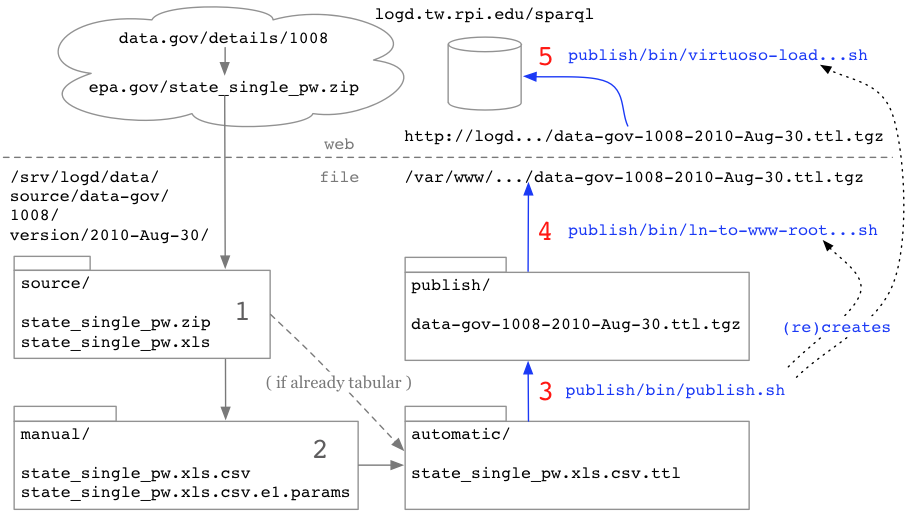 logd.tw.rpi.edu/sparql
data.gov/details/1008
epa.gov/state_single_pw.zip
5 publish/bin/virtuoso-load...sh
http://logd.../data-gov-1008-2010-Aug-30.ttl.tgz
web
file
/srv/logd/data/
source/data-gov/
1008/
version/2010-Aug-30/
/var/www/.../data-gov-1008-2010-Aug-30.ttl.tgz
4 publish/bin/ln-to-www-root...sh
source/
1
state_single_pw.zip
state_single_pw.xls
publish/
data-gov-1008-2010-Aug-30.ttl.tgz
(re)creates
( if already tabular )
3 publish/bin/publish.sh
manual/
2
state_single_pw.xls.csv
state_single_pw.xls.csv.e1.params
automatic/
state_single_pw.xls.csv.ttl